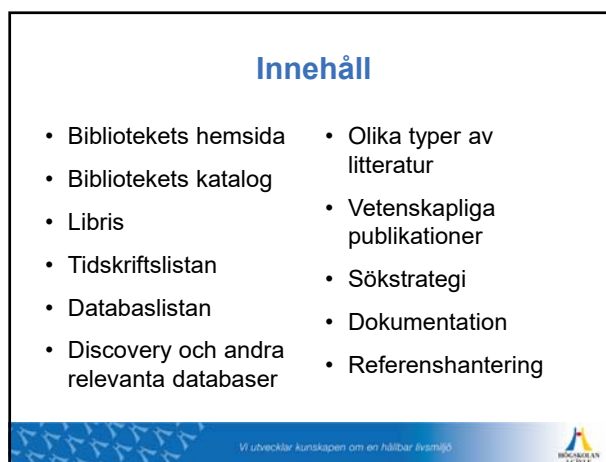 Innehåll
• Bibliotekets hemsida
• Bibliotekets katalog
• Libris
• Tidskriftslistan
• Databaslistan
• Discovery och andra
relevanta databaser
• Olika typer av
litteratur
• Vetenskapliga
publikationer
• Sökstrategi
• Dokumentation
• Referenshantering
Vi utvecklar kunskapen om en hållbar livsmiljö
HÖGSKOLAN
I GÄVLE